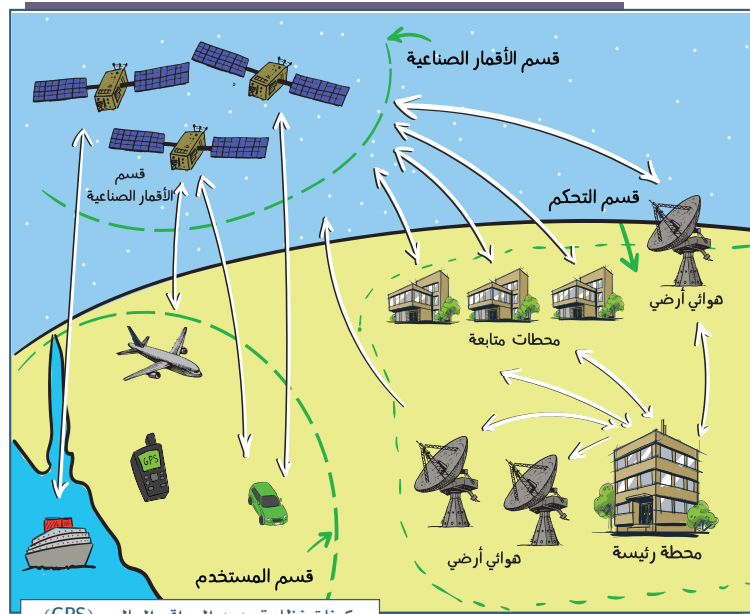 قسم الأقمار الصناعية
قسم
الأقمار الصناعية
قسم التحكم
هوائي أرضي
محطات متابعة
GPS
محطة رئيسة
هوائي أرضي
قسم المستخدم
(GPS)